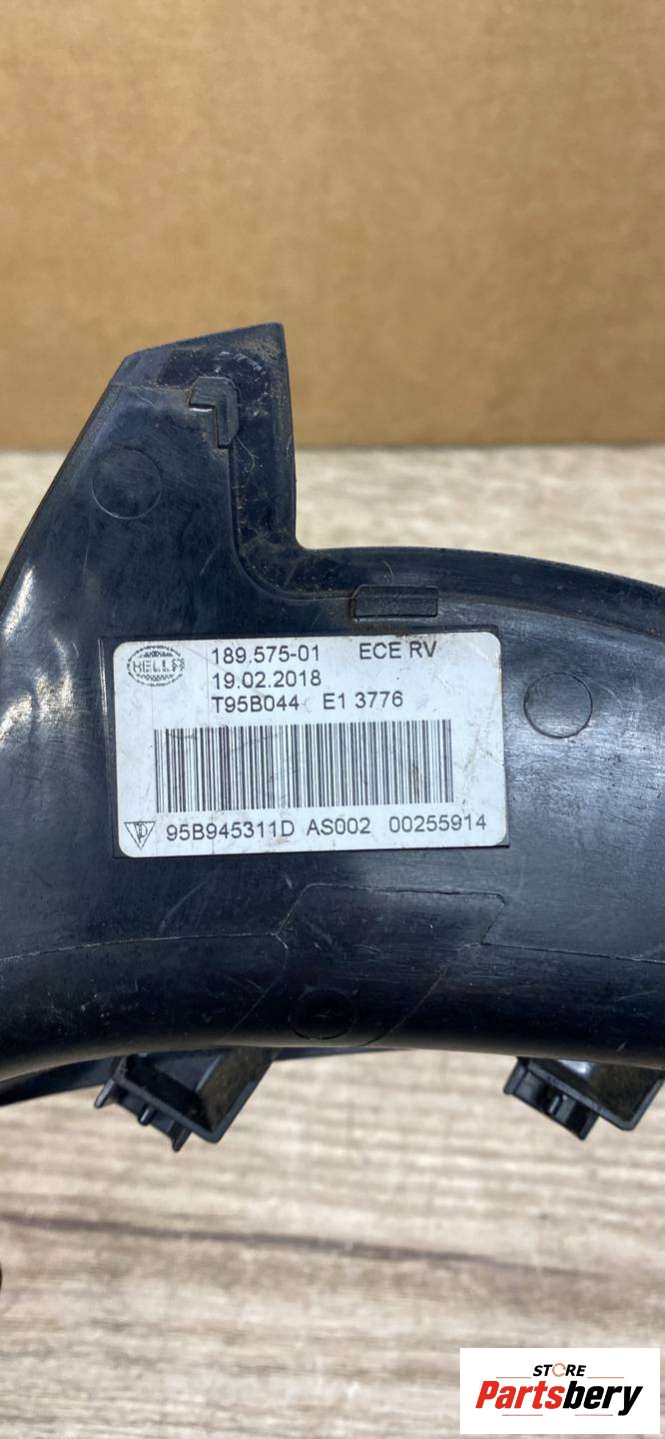 HELLA
189.575-01 ECE RV
19.02.2018
T95B044 E1 3776
95B945311D AS002 00255914
STORE
Partsbery